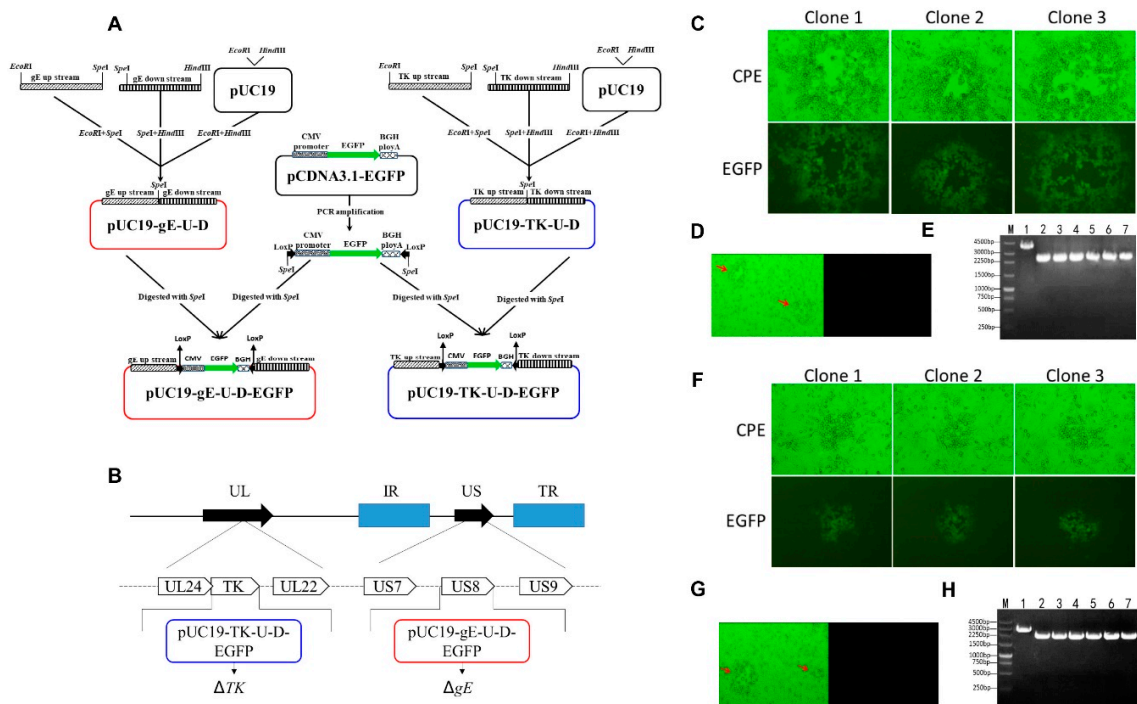 A
EcoRI HindIII
EcoRI SpeI SpeI HindIII
gE up stream gE down stream
pUC19
EcoRI+SpeI SpeI+HindIII EcoRI+HindIII
SpeI
gE up stream gE down stream
pUC19-gE-U-D
CMV promoter EGFP BGH ployA
pCDNA3.1-EGFP
PCR amplification
LoxP CMV promoter EGFP BGH ployA LoxP
SpeI SpeI
EcoRI HindIII
EcoRI SpeI SpeI HindIII
TK up stream TK down stream
pUC19
EcoRI+SpeI SpeI+HindIII EcoRI+HindIII
SpeI
TK up stream TK down stream
pUC19-TK-U-D
Digested with SpeI Digested with SpeI Digested with SpeI Digested with SpeI
LoxP LoxP
gE up stream CMV EGFP BGH gE down stream
pUC19-gE-U-D-EGFP
LoxP LoxP
TK up stream CMV EGFP BGH TK down stream
pUC19-TK-U-D-EGFP
B
UL IR US TR
UL24 TK UL22 US7 US8 US9
pUC19-TK-U-D-
EGFP
pUC19-gE-U-D-
EGFP
ΔTK ΔgE
C
Clone 1 Clone 2 Clone 3
CPE
EGFP
D
E
M 1 2 3 4 5 6 7
4500bp
3000bp
2250bp
1500bp
1000bp
750bp
500bp
250bp
F
Clone 1 Clone 2 Clone 3
CPE
EGFP
G
H
M 1 2 3 4 5 6 7
4500bp
3000bp
2250bp
1500bp
1000bp
750bp
500bp
250bp